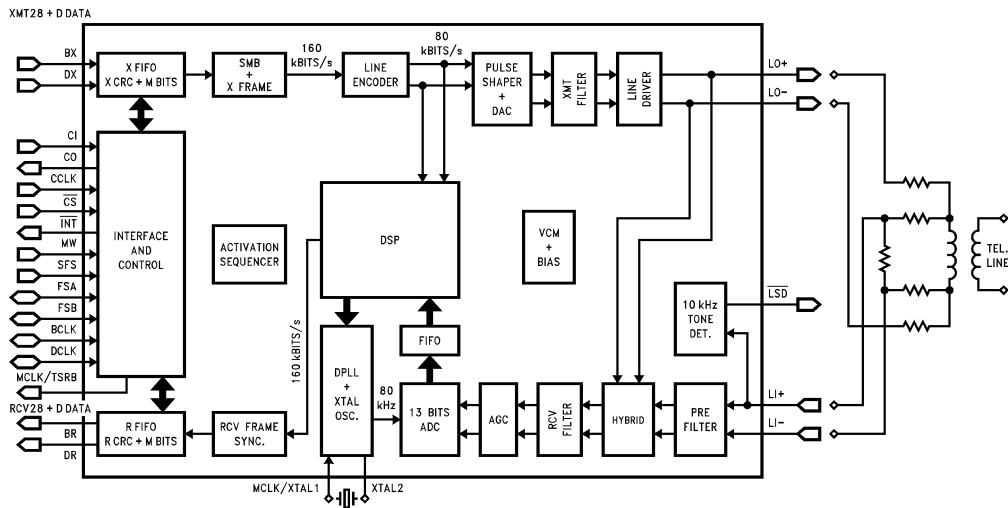 XMT28 + D DATA
BX
DX
X FIFO
X CRC + M BITS
SMB
+
X FRAME
160
kBITS/s
LINE
ENCODER
80
kBITS/s
PULSE
SHAPER
+
DAC
XMT
FILTER
LINE
DRIVER
LO+
LO-
CI
CO
CCLK
CS
INT
MW
SFS
FSA
FSB
BCLK
DCLK
MCLK/TSRB
INTERFACE
AND
CONTROL
ACTIVATION
SEQUENCER
DSP
VCM
+
BIAS
TEL.
LINE
LSD
10 kHz
TONE
DET.
160 kBITS/s
DPLL
+
XTAL
OSC.
FIFO
80
kHz
13 BITS
ADC
AGC
RCV
FILTER
HYBRID
PRE
FILTER
LI+
LI-
RCV28 + D DATA
BR
DR
R FIFO
R CRC + M BITS
RCV FRAME
SYNC.
MCLK/XTAL1
XTAL2